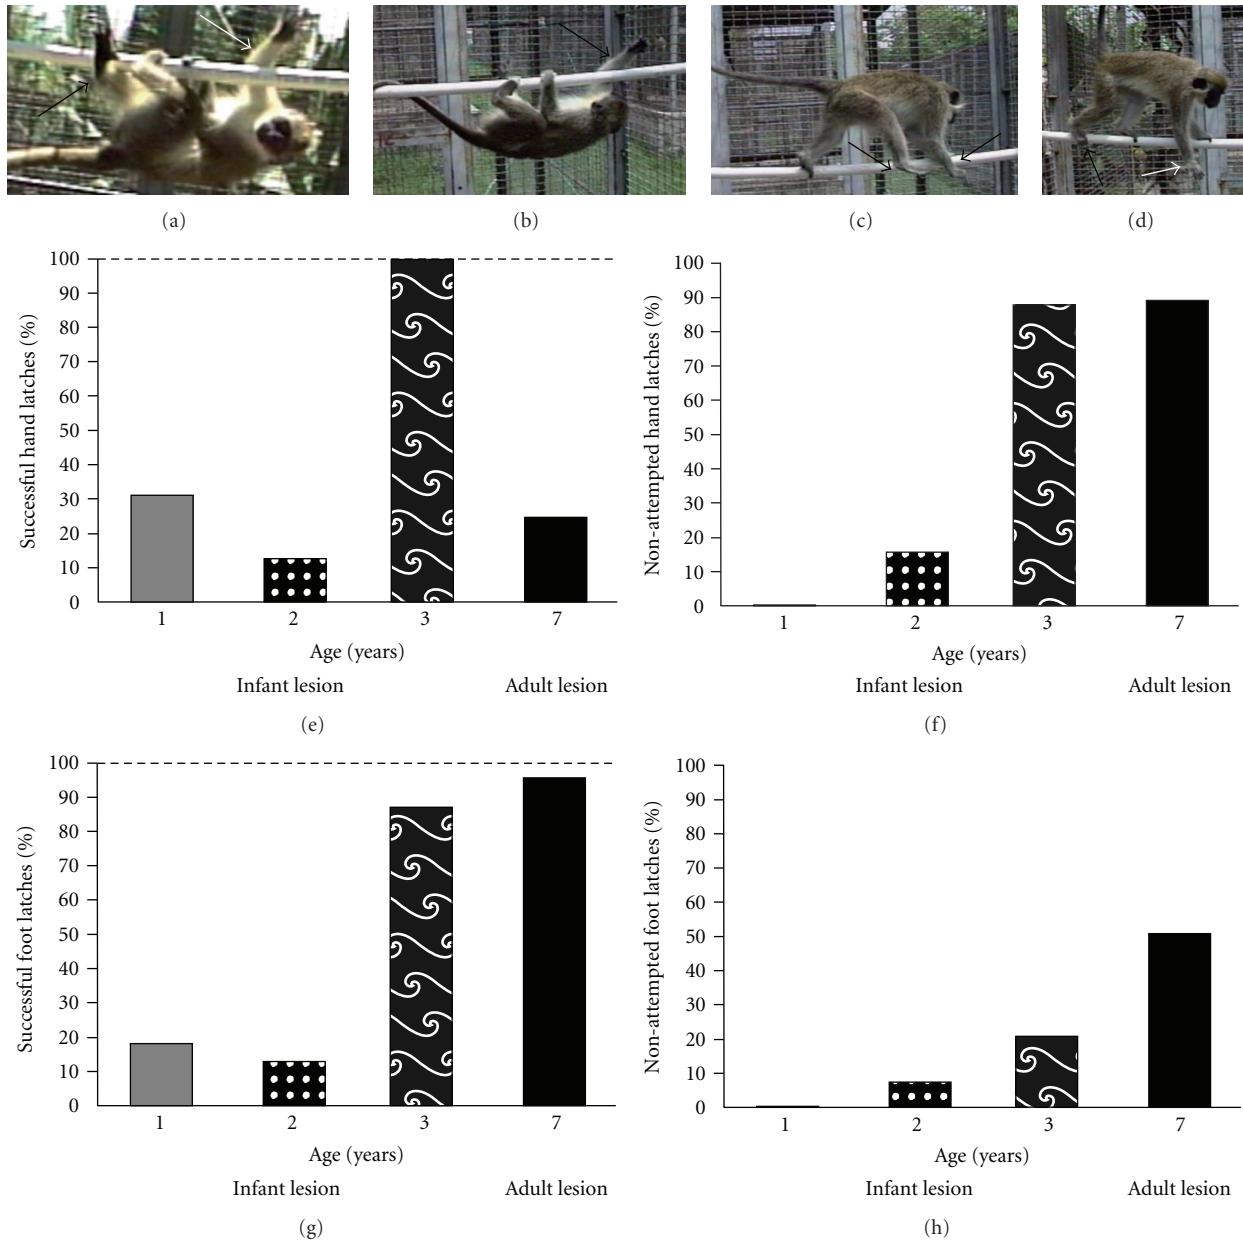 (a) (b) (c) (d)
Successful hand latches (%)
100
90
80
70
60
50
40
30
20
10
0
1 2 3 7
Age (years)
Infant lesion Adult lesion
(e)
Non-attempted hand latches (%)
100
90
80
70
60
50
40
30
20
10
0
1 2 3 7
Age (years)
Infant lesion Adult lesion
(f)
Successful foot latches (%)
100
90
80
70
60
50
40
30
20
10
0
1 2 3 7
Age (years)
Infant lesion Adult lesion
(g)
Non-attempted foot latches (%)
100
90
80
70
60
50
40
30
20
10
0
1 2 3 7
Age (years)
Infant lesion Adult lesion
(h)